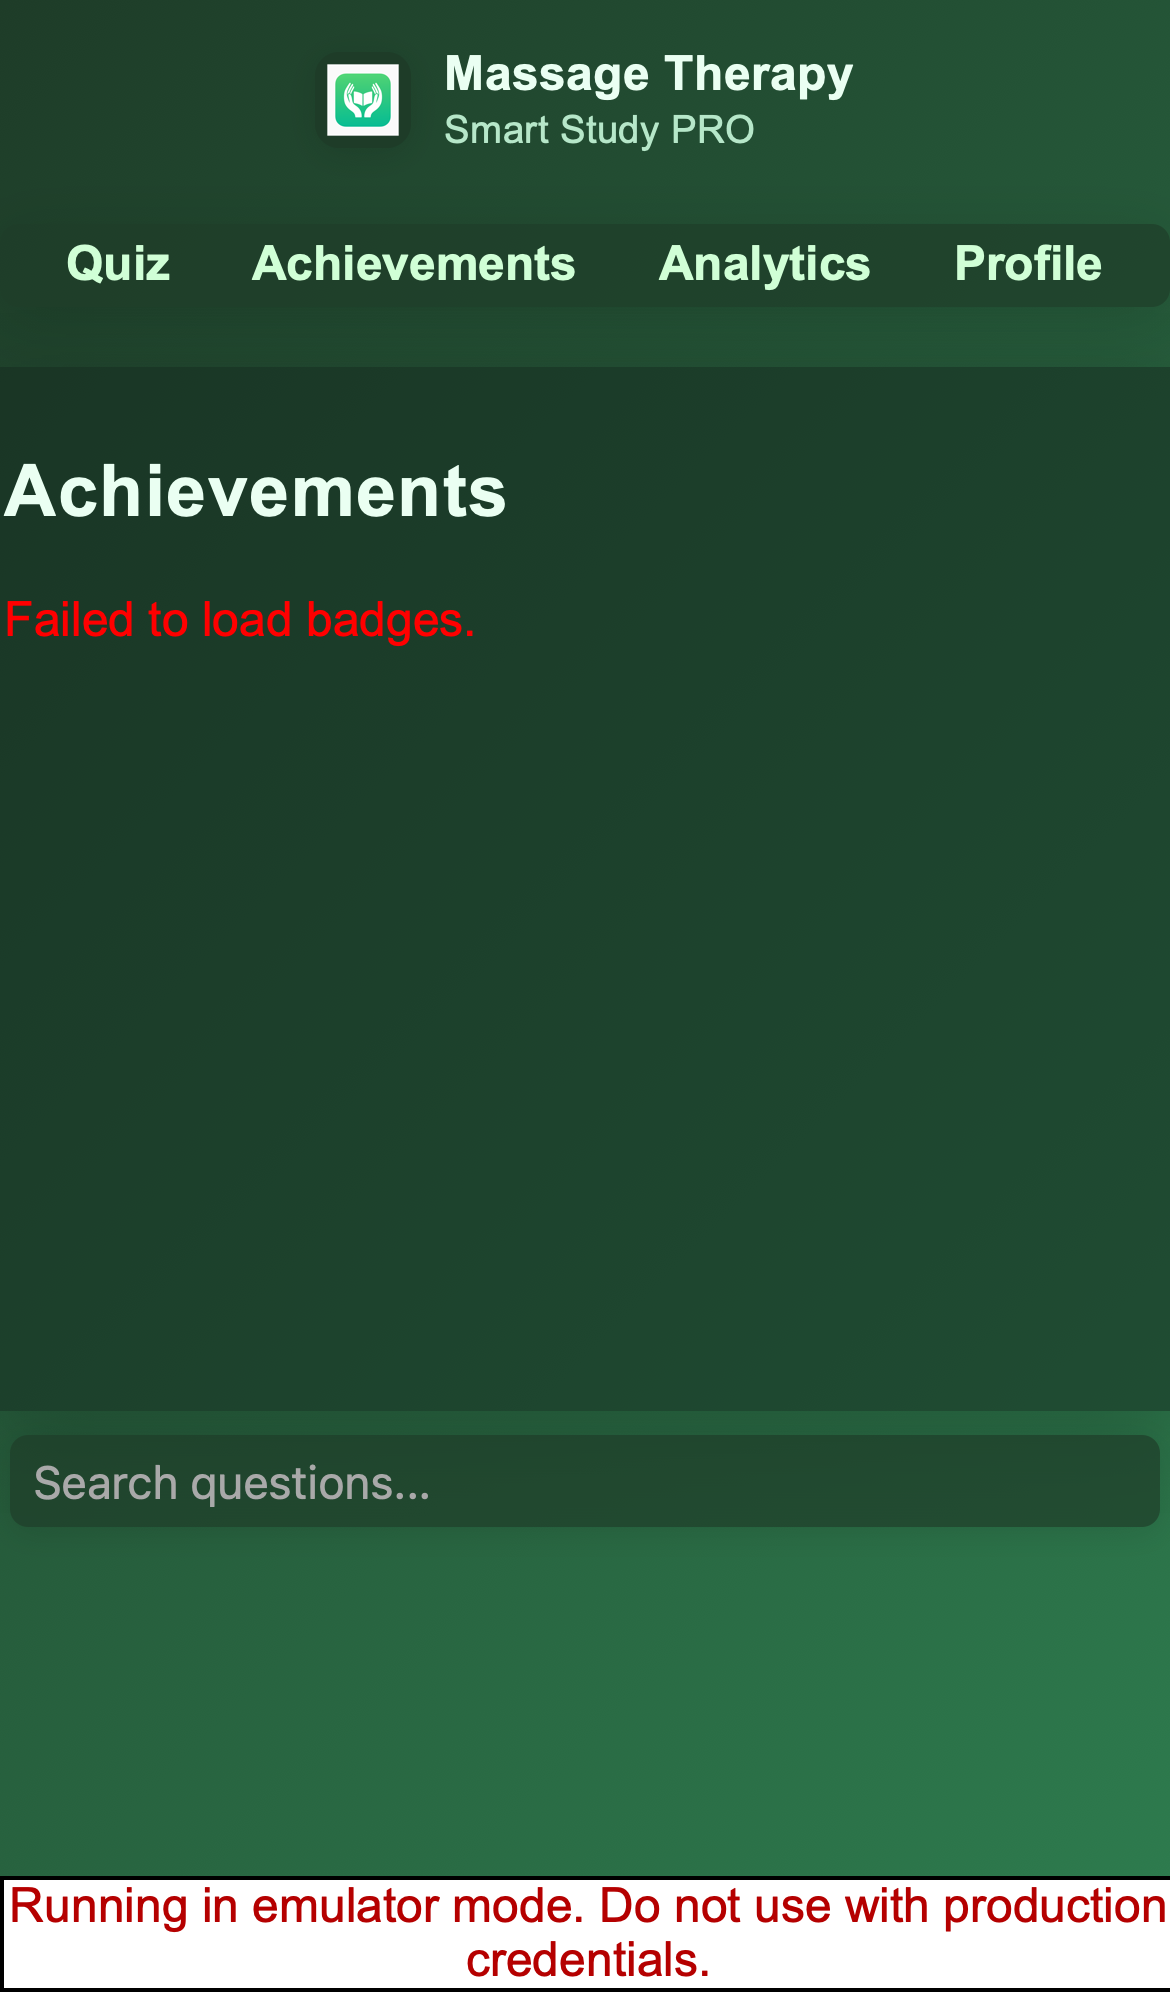 Massage Therapy
Smart Study PRO
Quiz Achievements Analytics Profile
Achievements
Failed to load badges.
Search questions...
Running in emulator mode. Do not use with production
credentials.